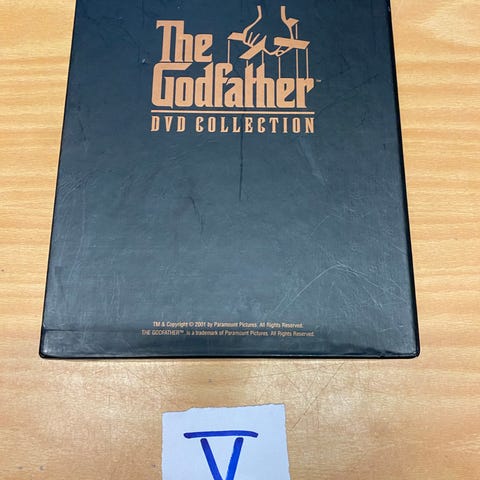 The
Godfather™
DVD COLLECTION
TM & Copyright © 2001 by Paramount Pictures. All Rights Reserved.
THE GODFATHER™ is a trademark of Paramount Pictures. All Rights Reserved.
V